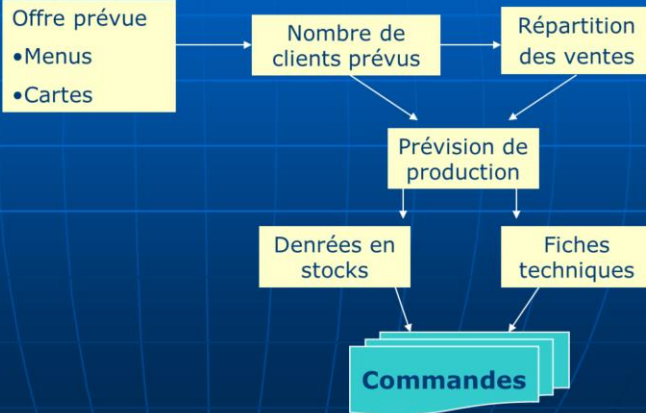 Offre prévue
•Menus
•Cartes
Nombre de
clients prévus
Répartition
des ventes
Prévision de
production
Denrées en
stocks
Fiches
techniques
Commandes